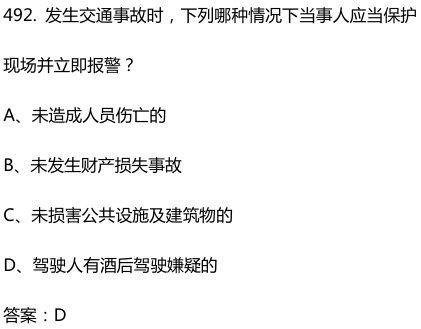 492. 发生交通事故时，下列哪种情况下当事人应当保护
现场并立即报警？
A、未造成人员伤亡的
B、未发生财产损失事故
C、未损害公共设施及建筑物的
D、驾驶人有酒后驾驶嫌疑的
答案：D